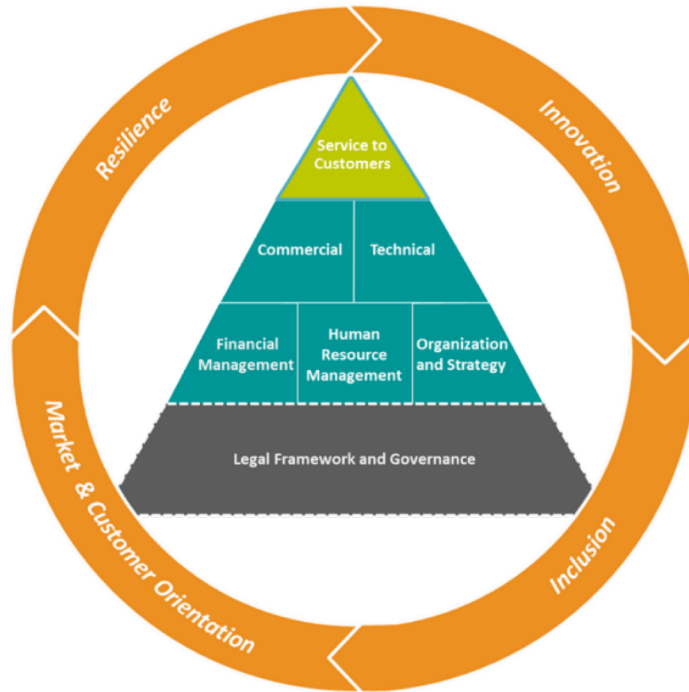 Resilience
Innovation
Service to
Customers
Commercial
Technical
Financial
Management
Human
Resource
Management
Organization
and Strategy
Legal Framework and Governance
Market & Customer Orientation
Inclusion